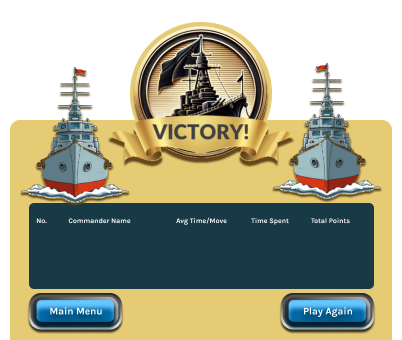 VICTORY!
No. Commander Name Avg Time/Move Time Spent Total Points
Main Menu Play Again